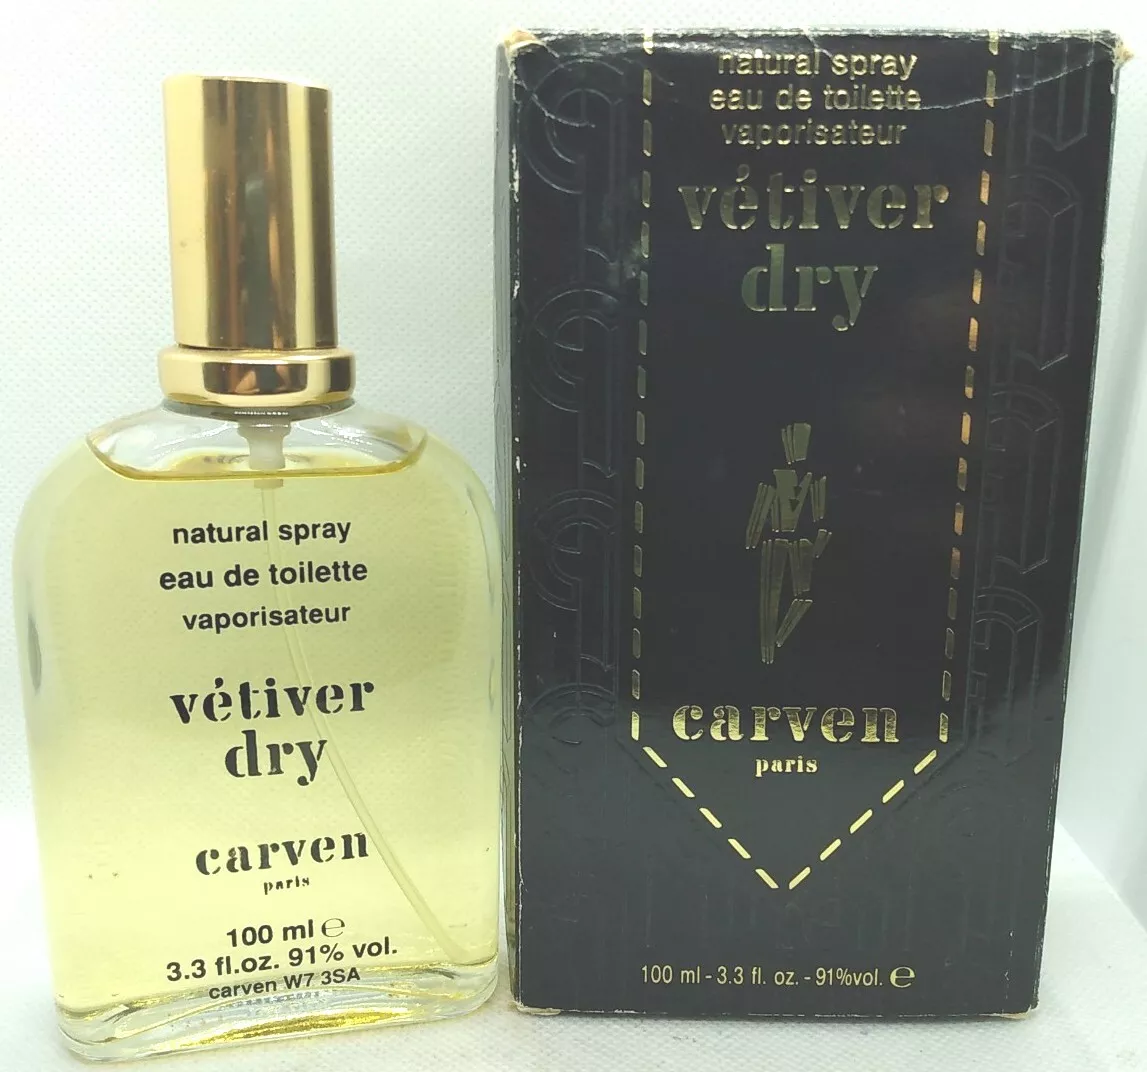 natural spray
eau de toilette
vaporisateur
vétiver
dry
carven
paris
100 ml ℮
3.3 fl.oz. 91% vol.
carven W7 3SA
natural spray
eau de toilette
vaporisateur
vétiver
dry
carven
paris
100 ml - 3.3 fl. oz. - 91%vol. ℮